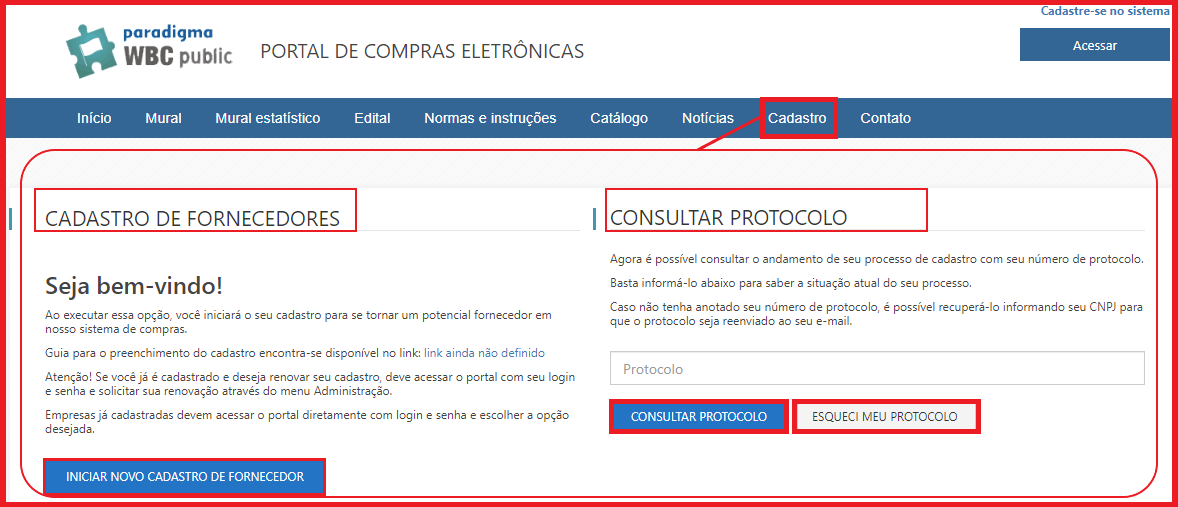 Cadastre-se no sistema
paradigma
WBC public
PORTAL DE COMPRAS ELETRÔNICAS
Acessar
Início Mural Mural estatístico Edital Normas e instruções Catálogo Notícias Cadastro Contato
CADASTRO DE FORNECEDORES
Seja bem-vindo!
Ao executar essa opção, você iniciará o seu cadastro para se tornar um potencial fornecedor em
nosso sistema de compras.
Guia para o preenchimento do cadastro encontra-se disponível no link: link ainda não definido
Atenção! Se você já é cadastrado e deseja renovar seu cadastro, deve acessar o portal com seu login
e senha e solicitar sua renovação através do menu Administração.
Empresas já cadastradas devem acessar o portal diretamente com login e senha e escolher a opção
desejada.
INICIAR NOVO CADASTRO DE FORNECEDOR
CONSULTAR PROTOCOLO
Agora é possível consultar o andamento de seu processo de cadastro com seu número de protocolo.
Basta informá-lo abaixo para saber a situação atual do seu processo.
Caso não tenha anotado seu número de protocolo, é possível recuperá-lo informando seu CNPJ para
que o protocolo seja reenviado ao seu e-mail.
Protocolo
CONSULTAR PROTOCOLO
ESQUECI MEU PROTOCOLO